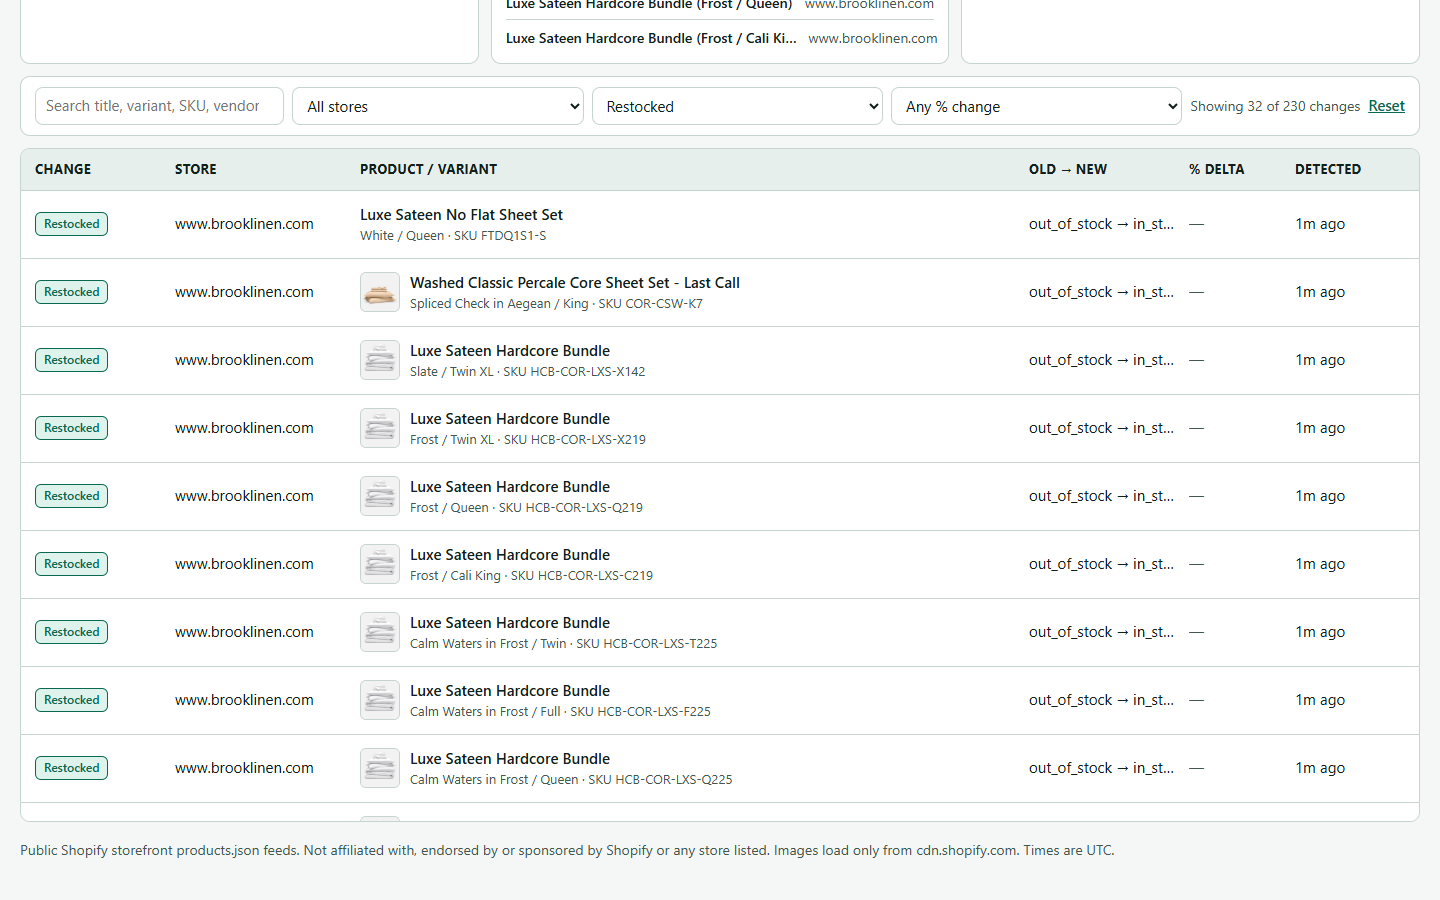 Luxe Sateen Hardcore Bundle (Frost / Queen) www.brooklinen.com
Luxe Sateen Hardcore Bundle (Frost / Cali Ki... www.brooklinen.com
Search title, variant, SKU, vendor All stores Restocked Any % change Showing 32 of 230 changes Reset
CHANGE STORE PRODUCT / VARIANT OLD → NEW % DELTA DETECTED
Restocked www.brooklinen.com Luxe Sateen No Flat Sheet Set out_of_stock → in_st... — 1m ago
White / Queen · SKU FTDQ1S1-S
Restocked www.brooklinen.com Washed Classic Percale Core Sheet Set - Last Call out_of_stock → in_st... — 1m ago
Spliced Check in Aegean / King · SKU COR-CSW-K7
Restocked www.brooklinen.com Luxe Sateen Hardcore Bundle out_of_stock → in_st... — 1m ago
Slate / Twin XL · SKU HCB-COR-LXS-X142
Restocked www.brooklinen.com Luxe Sateen Hardcore Bundle out_of_stock → in_st... — 1m ago
Frost / Twin XL · SKU HCB-COR-LXS-X219
Restocked www.brooklinen.com Luxe Sateen Hardcore Bundle out_of_stock → in_st... — 1m ago
Frost / Queen · SKU HCB-COR-LXS-Q219
Restocked www.brooklinen.com Luxe Sateen Hardcore Bundle out_of_stock → in_st... — 1m ago
Frost / Cali King · SKU HCB-COR-LXS-C219
Restocked www.brooklinen.com Luxe Sateen Hardcore Bundle out_of_stock → in_st... — 1m ago
Calm Waters in Frost / Twin · SKU HCB-COR-LXS-T225
Restocked www.brooklinen.com Luxe Sateen Hardcore Bundle out_of_stock → in_st... — 1m ago
Calm Waters in Frost / Full · SKU HCB-COR-LXS-F225
Restocked www.brooklinen.com Luxe Sateen Hardcore Bundle out_of_stock → in_st... — 1m ago
Calm Waters in Frost / Queen · SKU HCB-COR-LXS-Q225
Public Shopify storefront products.json feeds. Not affiliated with, endorsed by or sponsored by Shopify or any store listed. Images load only from cdn.shopify.com. Times are UTC.